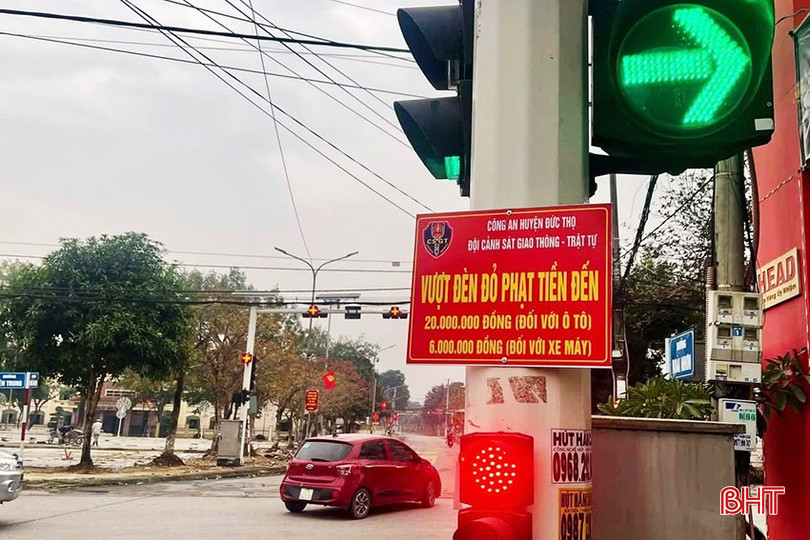 CÔNG AN HUYỆN ĐỨC THỌ
ĐỘI CẢNH SÁT GIAO THÔNG - TRẬT TỰ
CSGT
VƯỢT ĐÈN ĐỎ PHẠT TIỀN ĐẾN
20.000.000 ĐỒNG (ĐỐI VỚI Ô TÔ)
6.000.000 ĐỒNG (ĐỐI VỚI XE MÁY)
HEAD
HÚT HẦM
0968.2
0987
BHT